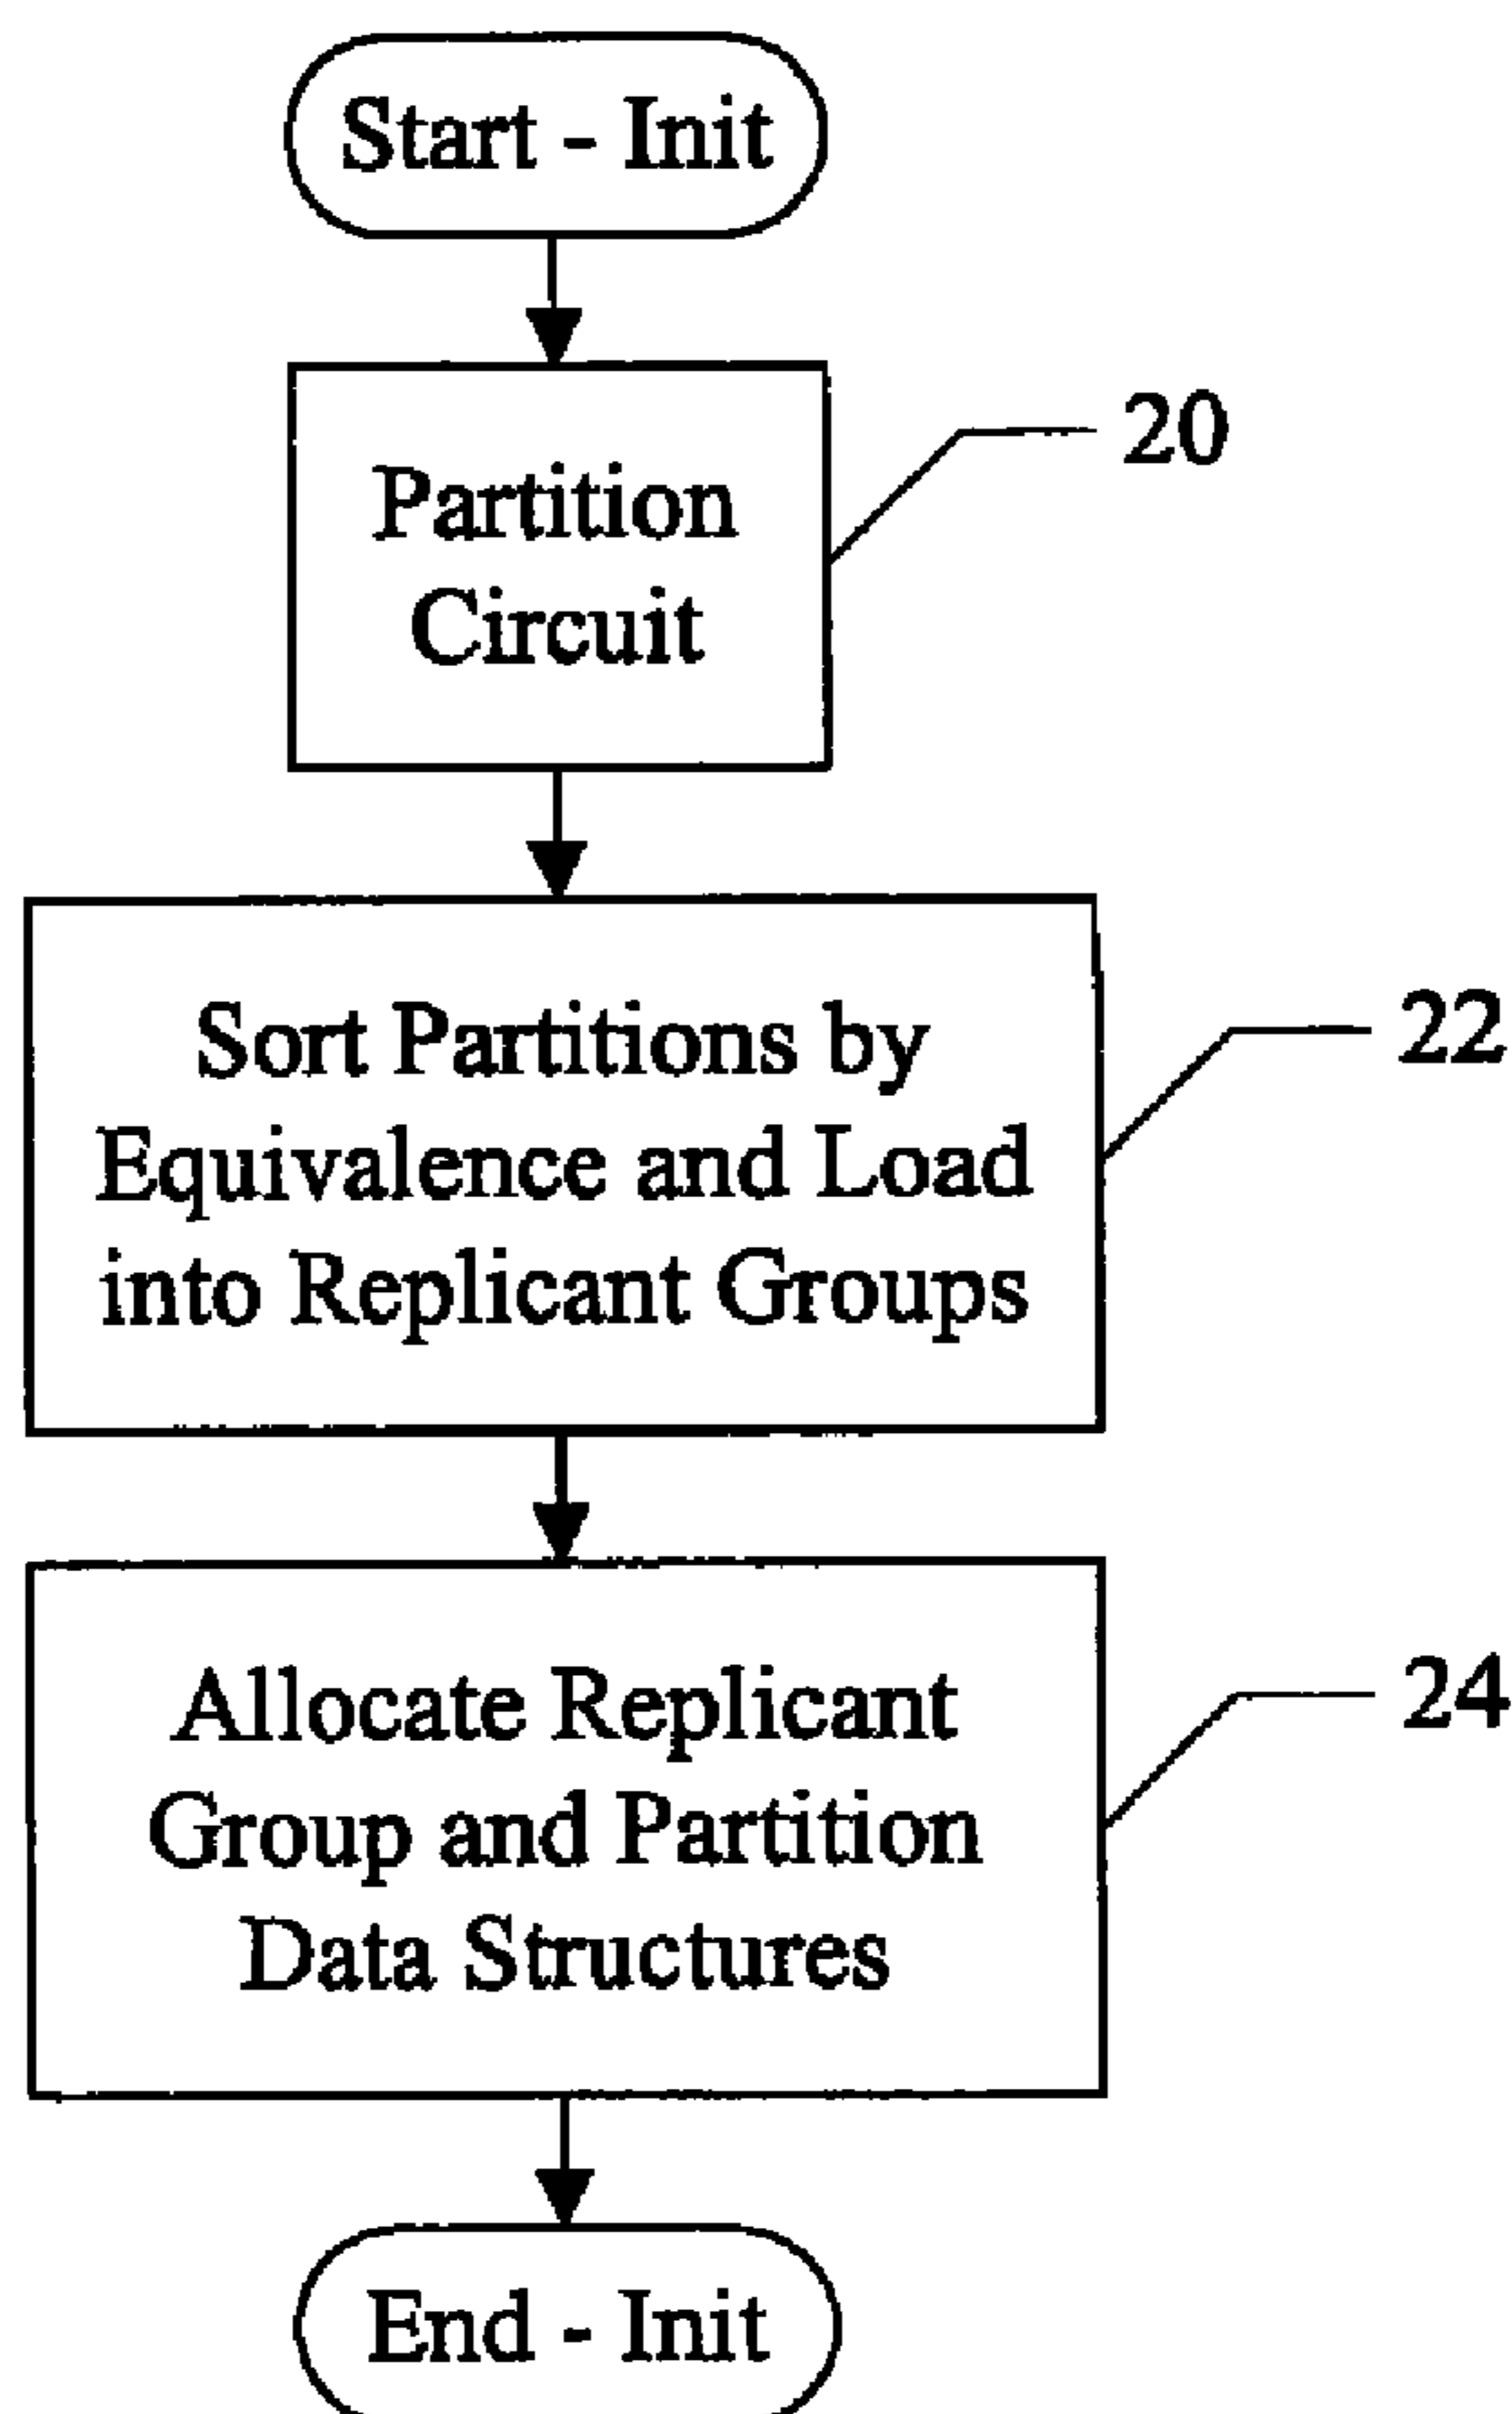 Start - Init
Partition
Circuit
20
Sort Partitions by
Equivalence and Load
into Replicant Groups
22
Allocate Replicant
Group and Partition
Data Structures
24
End - Init